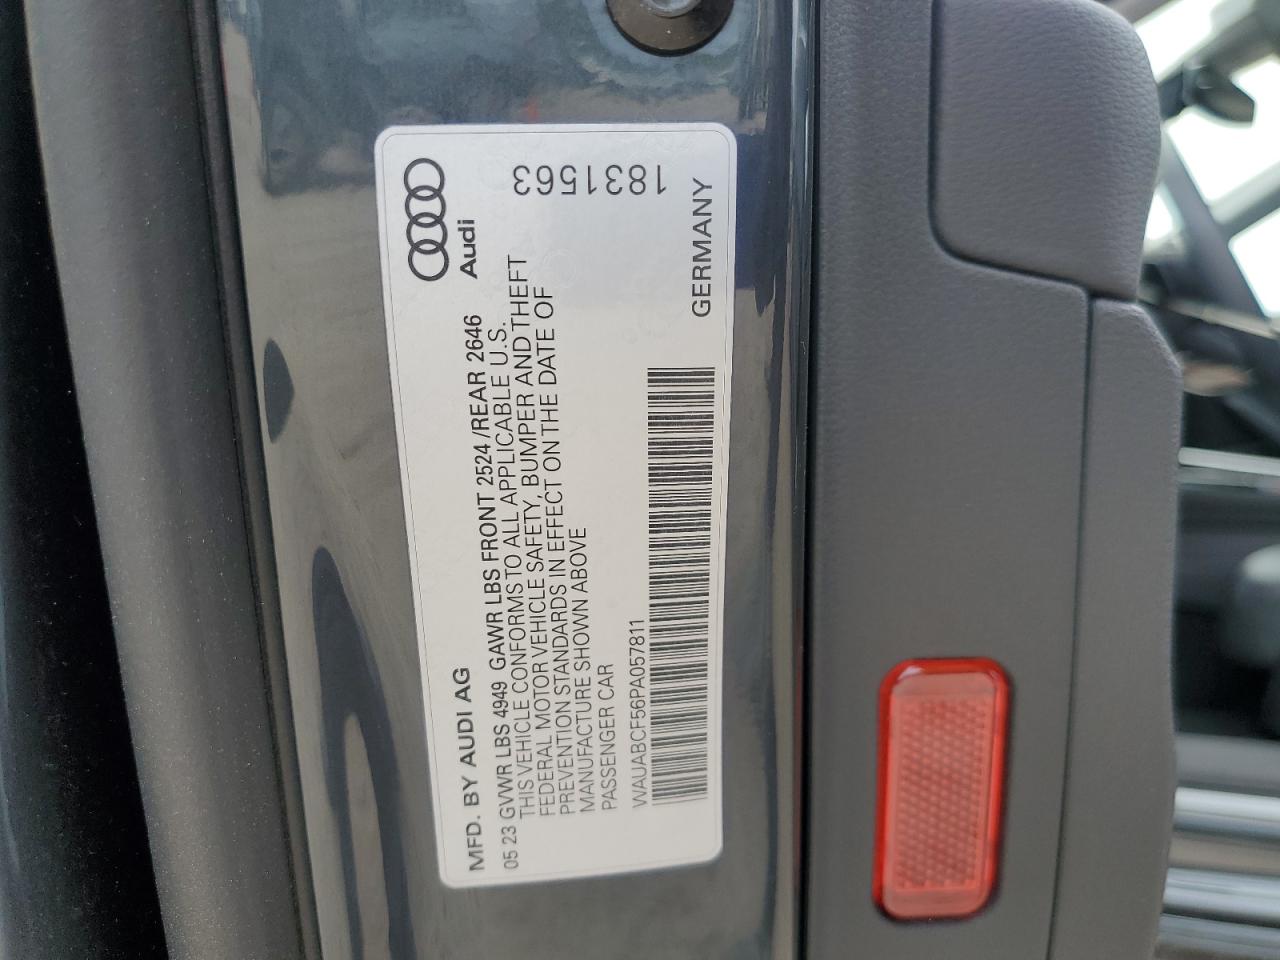 MFD. BY AUDI AG
Audi
05 23 GVWR LBS 4949 GAWR LBS FRONT 2524 /REAR 2646
THIS VEHICLE CONFORMS TO ALL APPLICABLE U.S.
FEDERAL MOTOR VEHICLE SAFETY, BUMPER AND THEFT
PREVENTION STANDARDS IN EFFECT ON THE DATE OF
MANUFACTURE SHOWN ABOVE
PASSENGER CAR
1831563
WAUABCF56PA057811
GERMANY